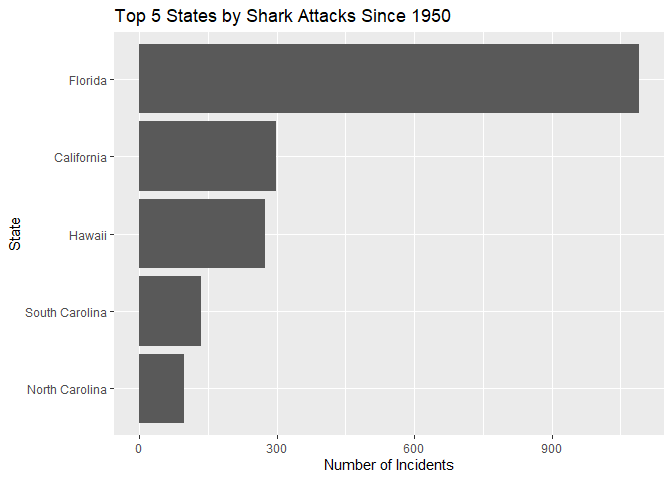 Top 5 States by Shark Attacks Since 1950
State
Florida
California
Hawaii
South Carolina
North Carolina
0 300 600 900
Number of Incidents